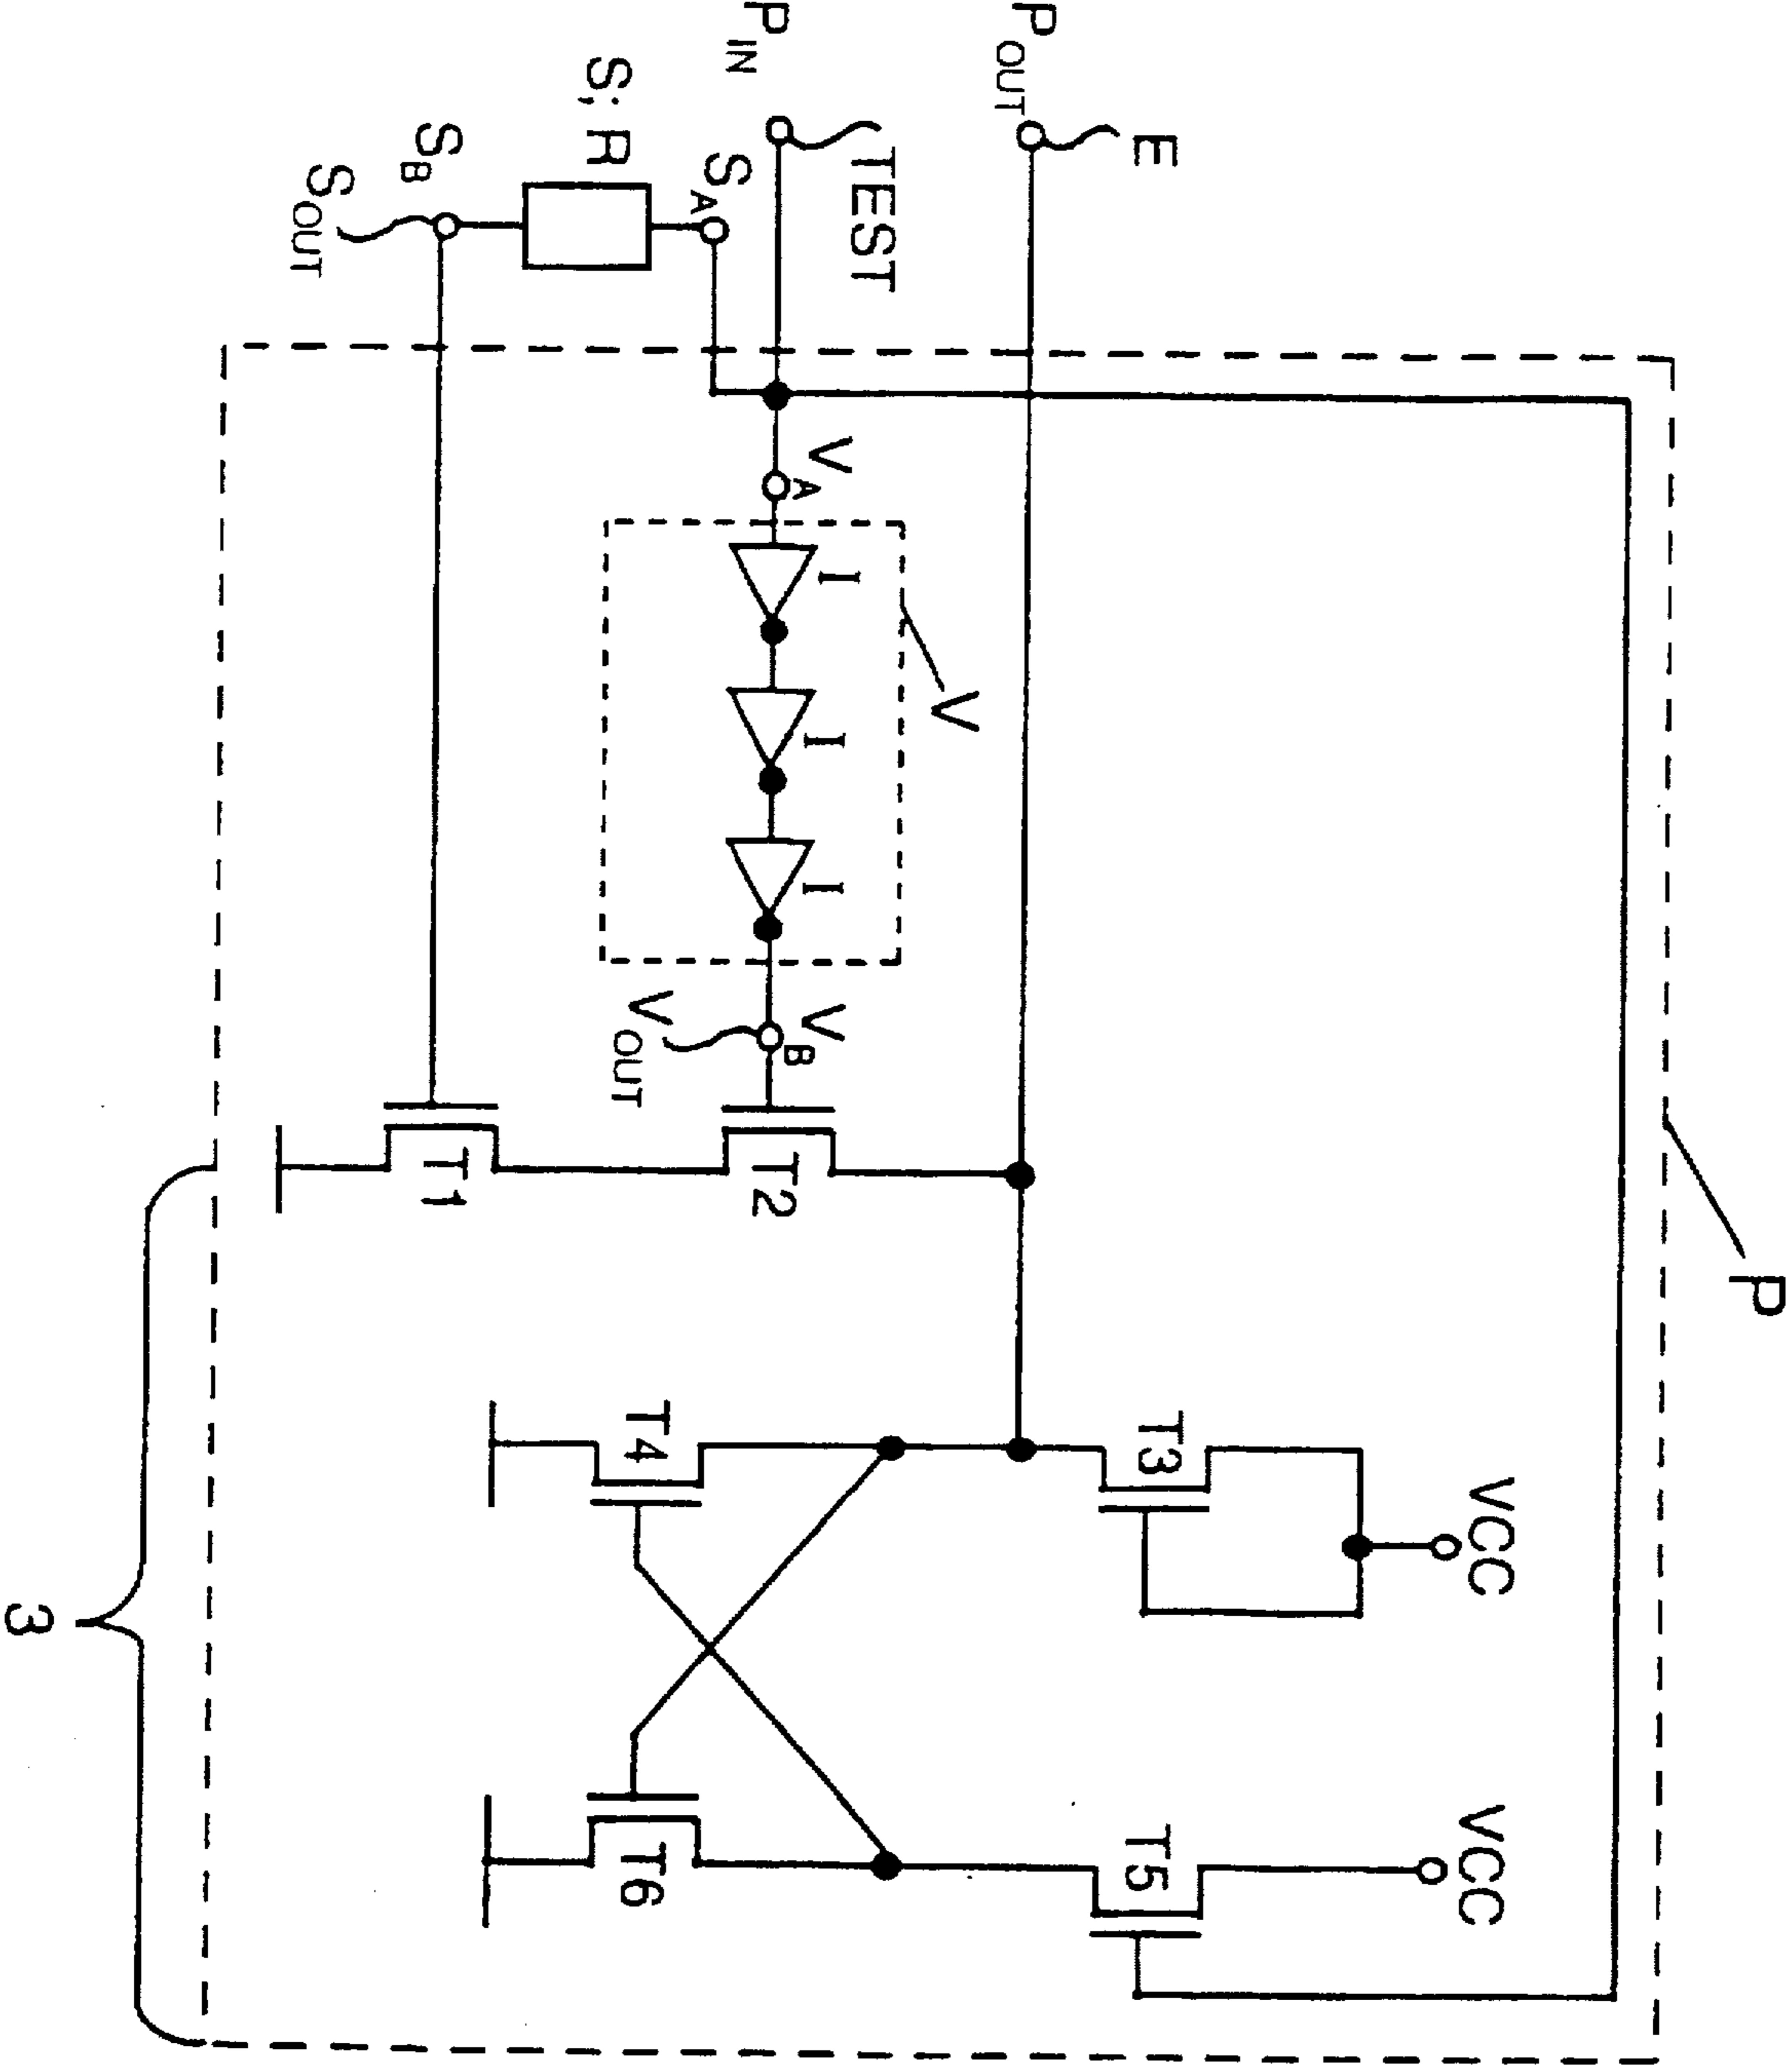 P_OUT
E
P_IN
TEST
S; R
S_A
S_B
S_OUT
V_A
I
I
I
V
V_B
V_OUT
T1
T2
P
T3
VCC
T4
T5
VCC
T6
3